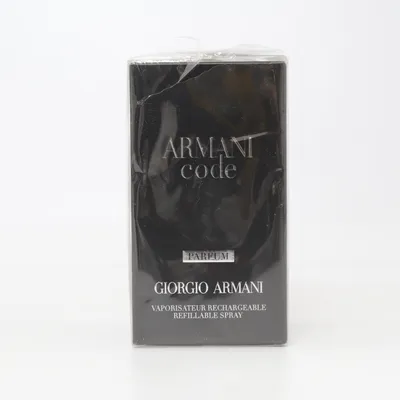 ARMANI
code
PARFUM
GIORGIO ARMANI
VAPORISATEUR RECHARGEABLE
REFILLABLE SPRAY